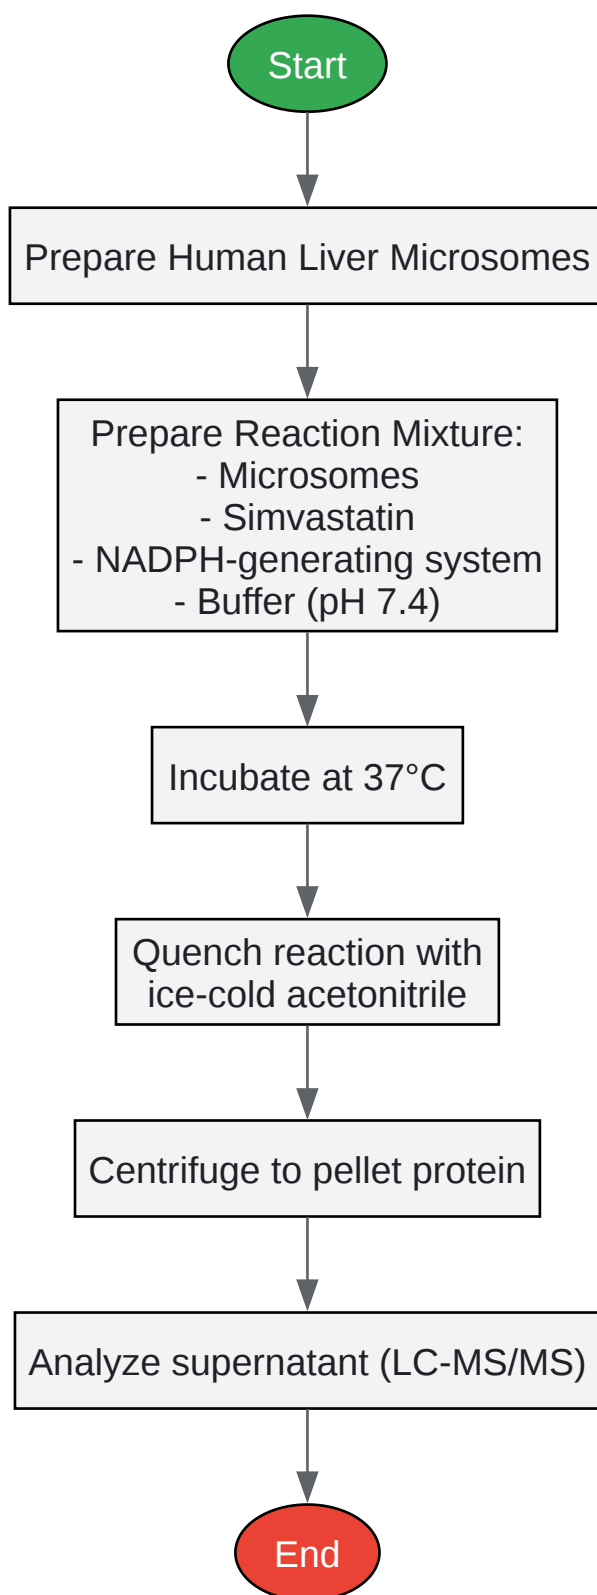 Start
Prepare Human Liver Microsomes
Prepare Reaction Mixture:
- Microsomes
- Simvastatin
- NADPH-generating system
- Buffer (pH 7.4)
Incubate at 37°C
Quench reaction with
ice-cold acetonitrile
Centrifuge to pellet protein
Analyze supernatant (LC-MS/MS)
End